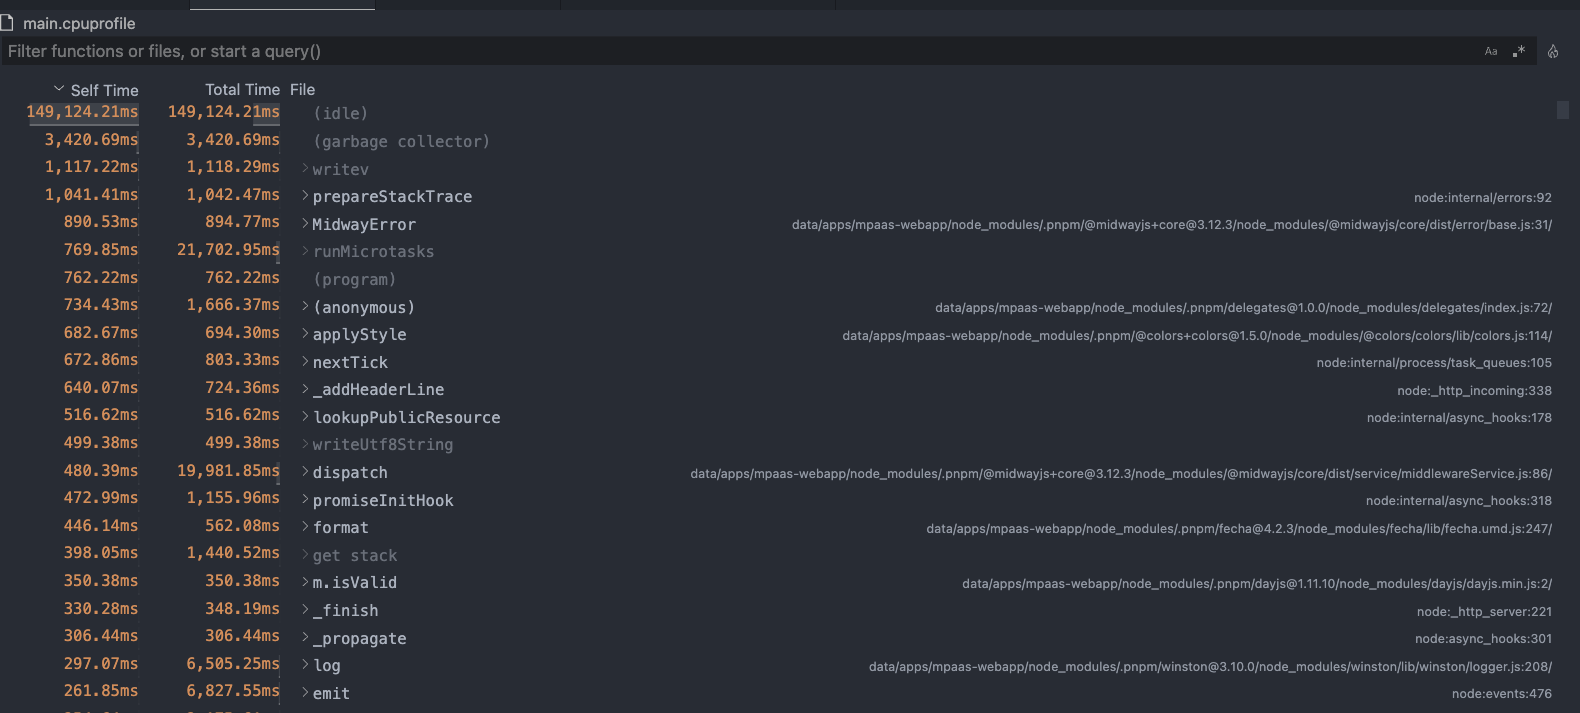 main.cpuprofile
Filter functions or files, or start a query()
Aa .*
Self Time Total Time File
149,124.21ms 149,124.21ms (idle)
3,420.69ms 3,420.69ms (garbage collector)
1,117.22ms 1,118.29ms writev
1,041.41ms 1,042.47ms prepareStackTrace node:internal/errors:92
890.53ms 894.77ms MidwayError data/apps/mpaas-webapp/node_modules/.pnpm/@midwayjs+core@3.12.3/node_modules/@midwayjs/core/dist/error/base.js:31/
769.85ms 21,702.95ms runMicrotasks
762.22ms 762.22ms (program)
734.43ms 1,666.37ms (anonymous) data/apps/mpaas-webapp/node_modules/.pnpm/delegates@1.0.0/node_modules/delegates/index.js:72/
682.67ms 694.30ms applyStyle data/apps/mpaas-webapp/node_modules/.pnpm/@colors+colors@1.5.0/node_modules/@colors/colors/lib/colors.js:114/
672.86ms 803.33ms nextTick node:internal/process/task_queues:105
640.07ms 724.36ms _addHeaderLine node:_http_incoming:338
516.62ms 516.62ms lookupPublicResource node:internal/async_hooks:178
499.38ms 499.38ms writeUtf8String
480.39ms 19,981.85ms dispatch data/apps/mpaas-webapp/node_modules/.pnpm/@midwayjs+core@3.12.3/node_modules/@midwayjs/core/dist/service/middlewareService.js:86/
472.99ms 1,155.96ms promiseInitHook node:internal/async_hooks:318
446.14ms 562.08ms format data/apps/mpaas-webapp/node_modules/.pnpm/fecha@4.2.3/node_modules/fecha/lib/fecha.umd.js:247/
398.05ms 1,440.52ms get stack
350.38ms 350.38ms m.isValid data/apps/mpaas-webapp/node_modules/.pnpm/dayjs@1.11.10/node_modules/dayjs/dayjs.min.js:2/
330.28ms 348.19ms _finish node:_http_server:221
306.44ms 306.44ms _propagate node:async_hooks:301
297.07ms 6,505.25ms log data/apps/mpaas-webapp/node_modules/.pnpm/winston@3.10.0/node_modules/winston/lib/winston/logger.js:208/
261.85ms 6,827.55ms emit node:events:476